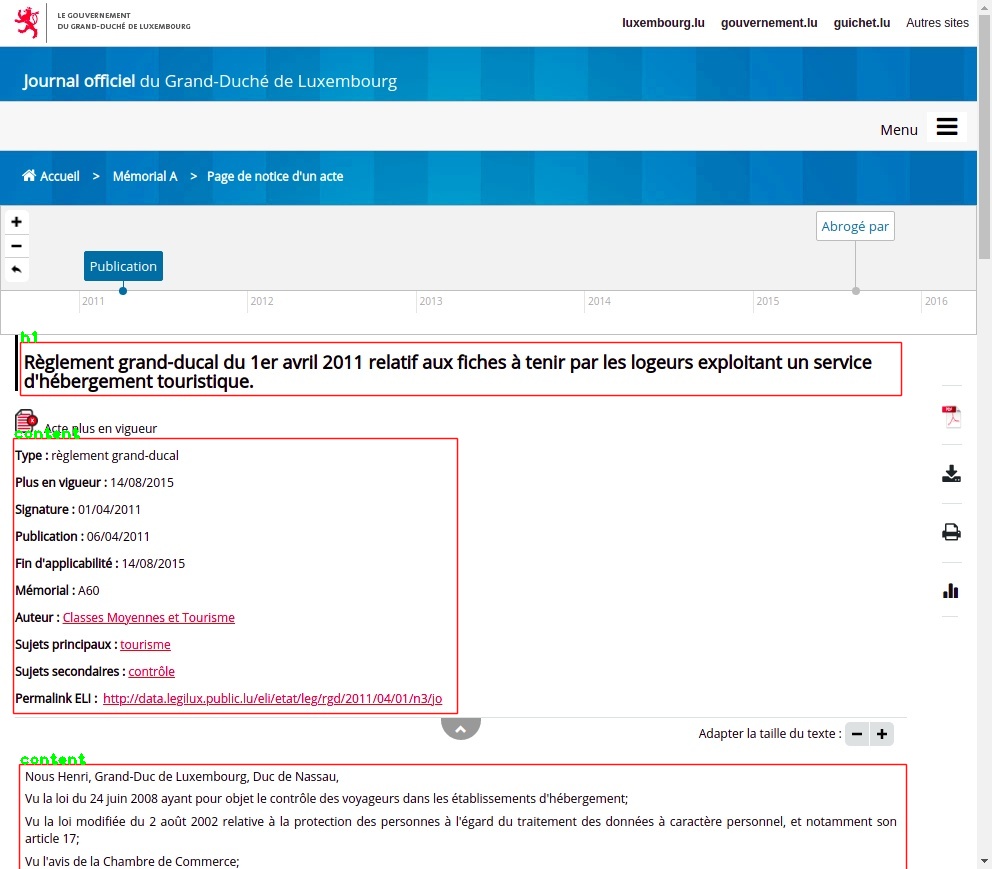 LE GOUVERNEMENT
DU GRAND-DUCHÉ DE LUXEMBOURG
luxembourg.lu gouvernement.lu guichet.lu Autres sites
Journal officiel du Grand-Duché de Luxembourg
Menu
Accueil > Mémorial A > Page de notice d'un acte
+
−
Abrogé par
Publication
2011 2012 2013 2014 2015 2016
h1
Règlement grand-ducal du 1er avril 2011 relatif aux fiches à tenir par les logeurs exploitant un service
d'hébergement touristique.
PDF
Acte plus en vigueur
content
Type : règlement grand-ducal
Plus en vigueur : 14/08/2015
Signature : 01/04/2011
Publication : 06/04/2011
Fin d'applicabilité : 14/08/2015
Mémorial : A60
Auteur : Classes Moyennes et Tourisme
Sujets principaux : tourisme
Sujets secondaires : contrôle
Permalink ELI : http://data.legilux.public.lu/eli/etat/leg/rgd/2011/04/01/n3/jo
Adapter la taille du texte : − +
content
Nous Henri, Grand-Duc de Luxembourg, Duc de Nassau,
Vu la loi du 24 juin 2008 ayant pour objet le contrôle des voyageurs dans les établissements d'hébergement;
Vu la loi modifiée du 2 août 2002 relative à la protection des personnes à l'égard du traitement des données à caractère personnel, et notamment son
article 17;
Vu l'avis de la Chambre de Commerce;